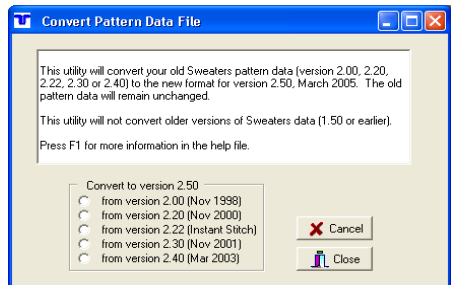 Convert Pattern Data File
This utility will convert your old Sweaters pattern data (version 2.00, 2.20,
2.22, 2.30 or 2.40) to the new format for version 2.50, March 2005.  The old
pattern data will remain unchanged.
This utility will not convert older versions of Sweaters data (1.50 or earlier).
Press F1 for more information in the help file.
Convert to version 2.50
from version 2.00 (Nov 1998)
from version 2.20 (Nov 2000)
from version 2.22 (Instant Stitch)
from version 2.30 (Nov 2001)
from version 2.40 (Mar 2003)
Cancel
Close